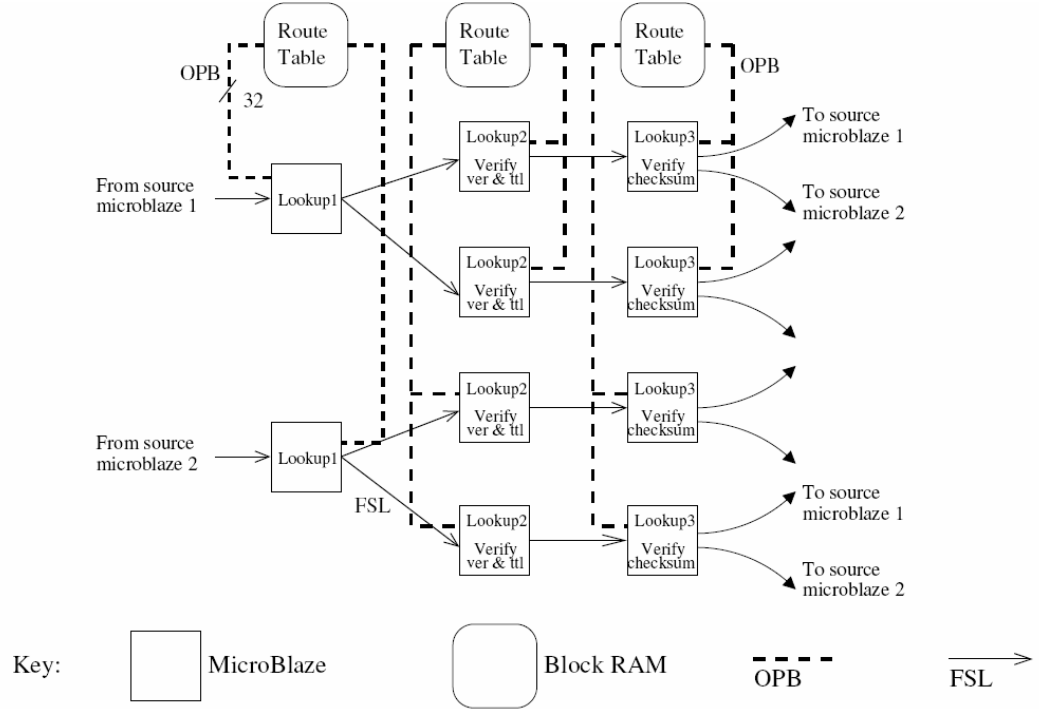 Route
Table
Route
Table
Route
Table
OPB
32
OPB
From source
microblaze 1
Lookup1
Lookup2
Verify
ver & ttl
Lookup3
Verify
checksum
To source
microblaze 1
To source
microblaze 2
Lookup2
Verify
ver & ttl
Lookup3
Verify
checksum
From source
microblaze 2
Lookup1
FSL
Lookup2
Verify
ver & ttl
Lookup3
Verify
checksum
Lookup2
Verify
ver & ttl
Lookup3
Verify
checksum
To source
microblaze 1
To source
microblaze 2
Key:
MicroBlaze
Block RAM
OPB
FSL